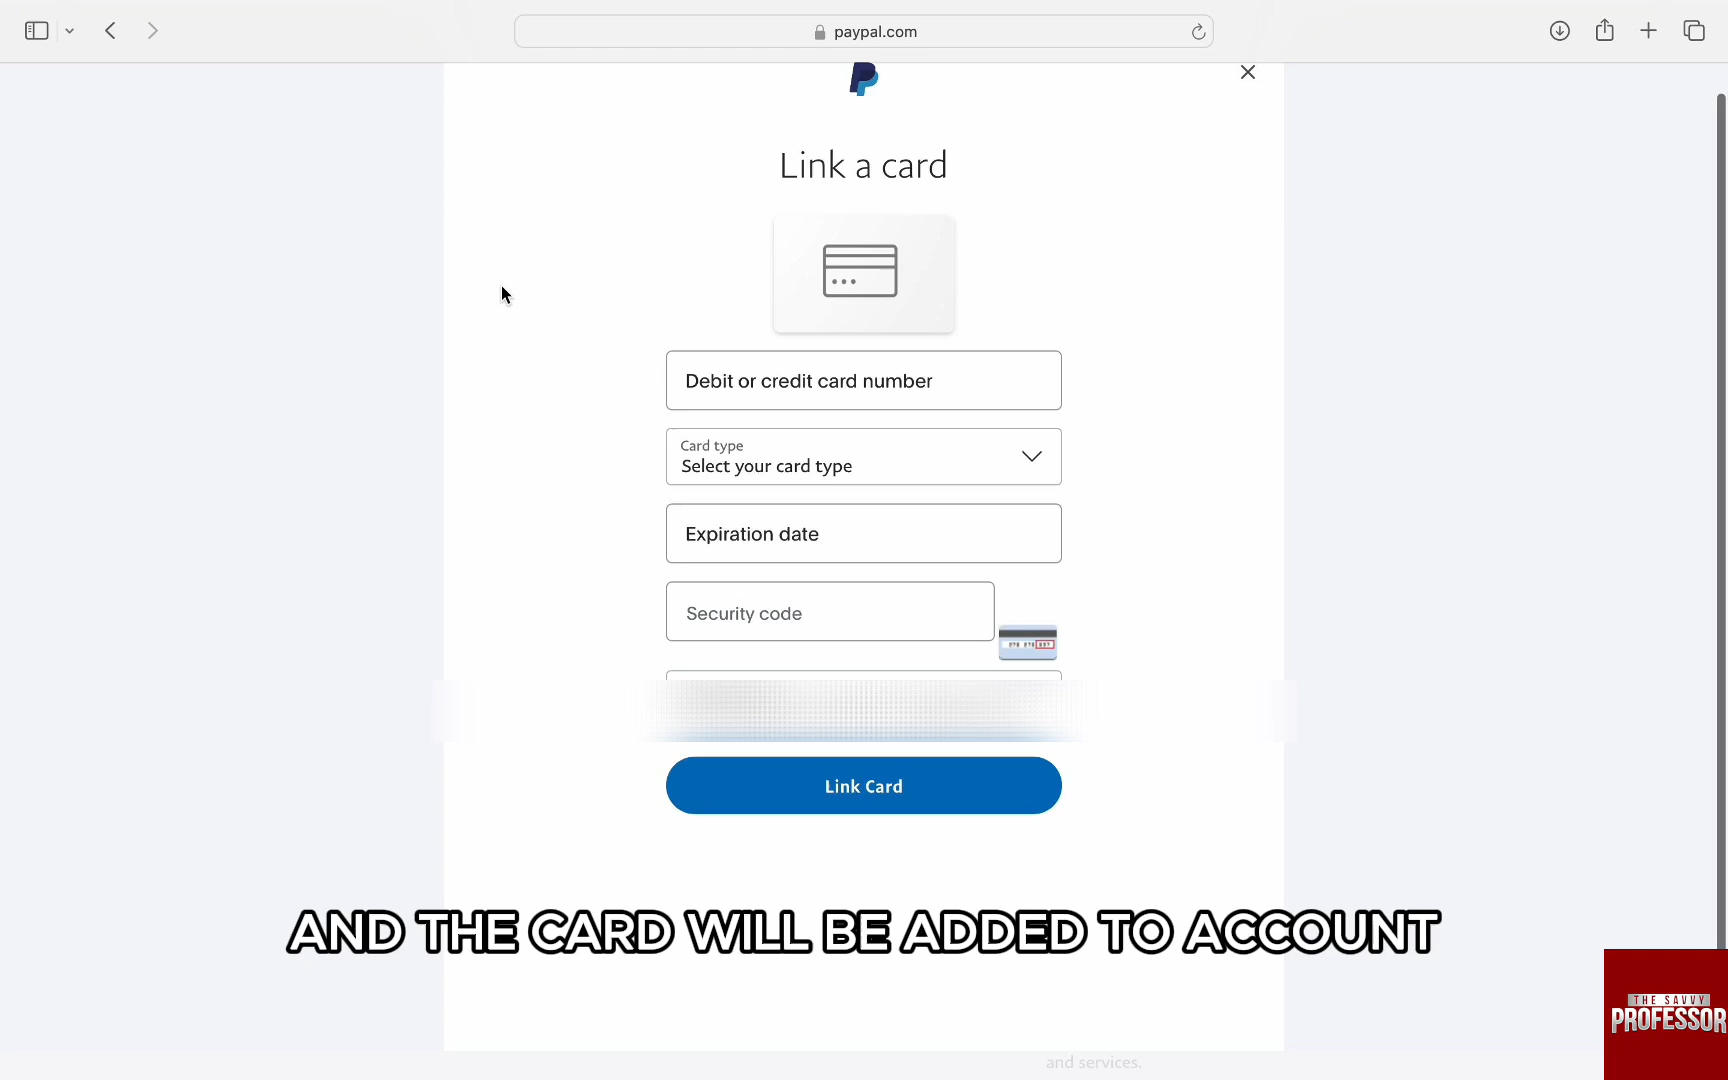 paypal.com
Link a card
Debit or credit card number
Card type
Select your card type
Expiration date
Security code
Link Card
AND THE CARD WILL BE ADDED TO ACCOUNT
THE SAVVY
PROFESSOR
and services.